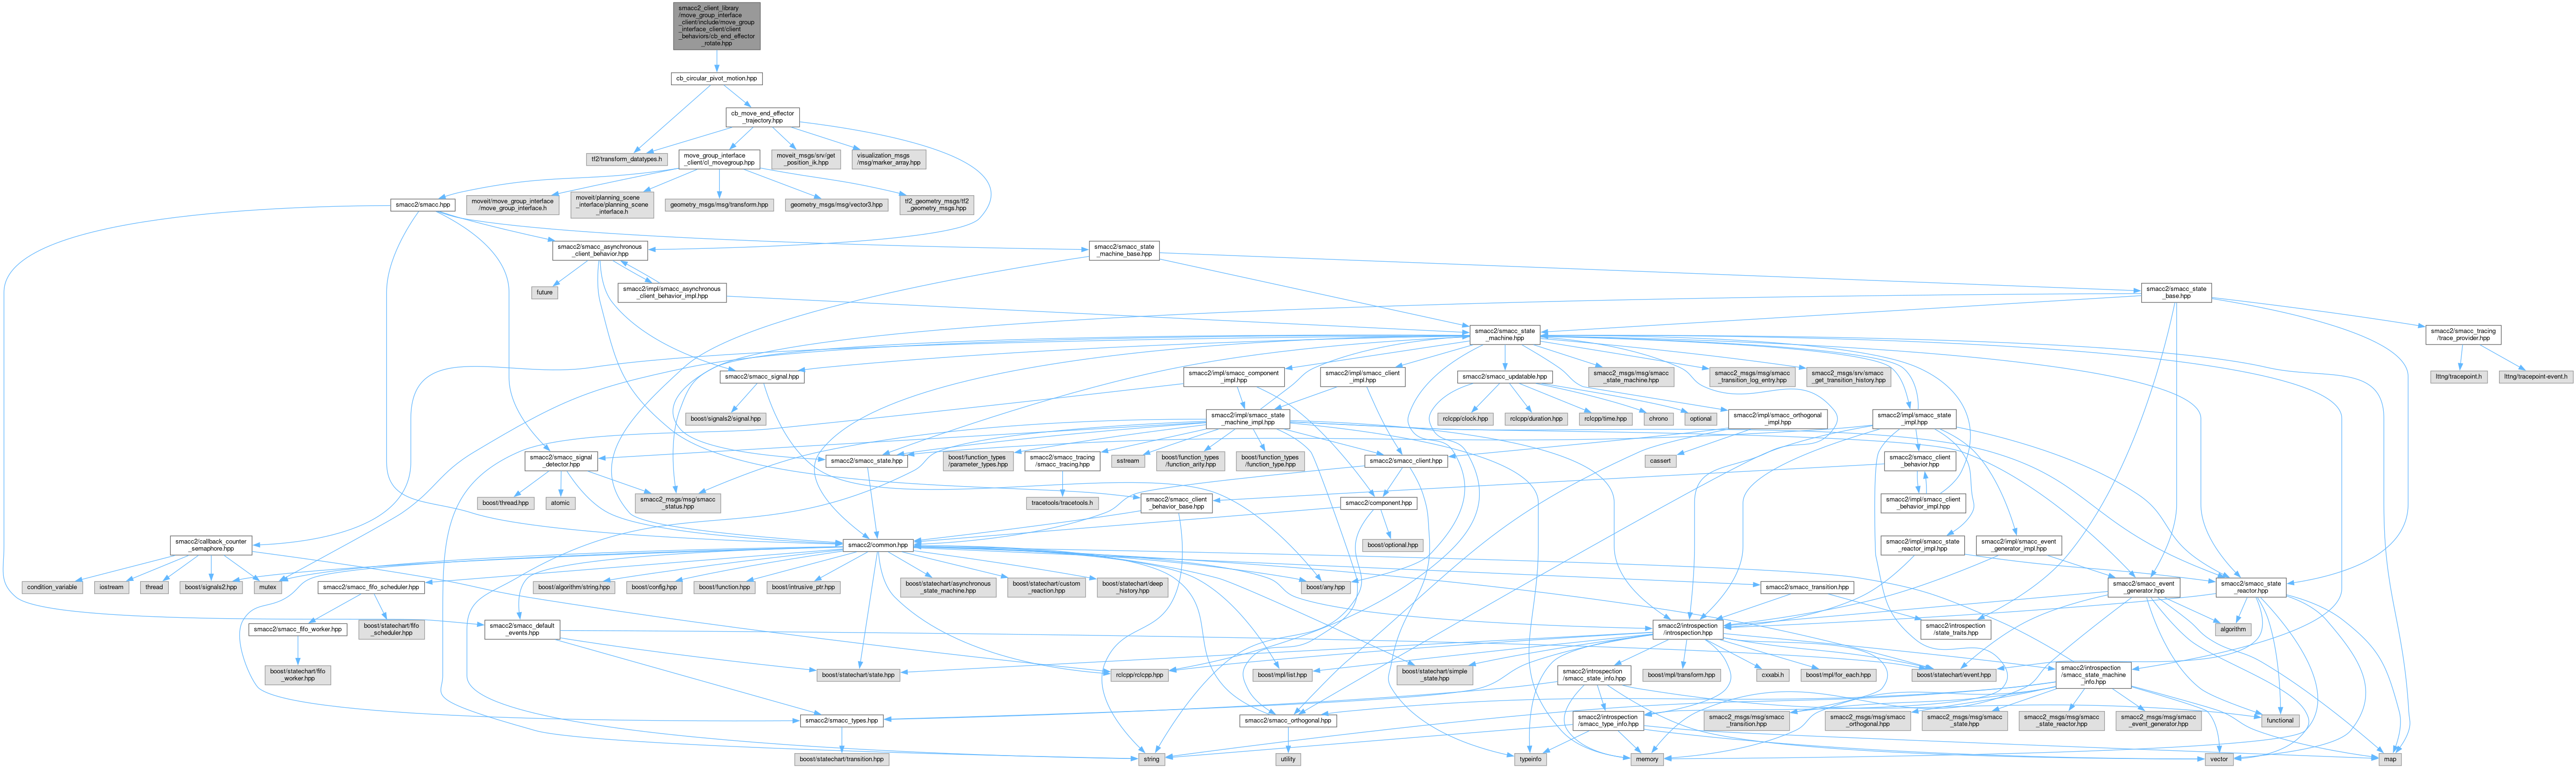 smacc2_client_library
/move_group_interface
_client/include/move_group
_interface_client/client
_behaviors/cb_end_effector
_rotate.hpp
cb_circular_pivot_motion.hpp
cb_move_end_effector
_trajectory.hpp
tf2/transform_datatypes.h
move_group_interface
_client/cl_movegroup.hpp
moveit_msgs/srv/get
_position_ik.hpp
visualization_msgs
/msg/marker_array.hpp
smacc2/smacc.hpp
moveit/move_group_interface
/move_group_interface.h
moveit/planning_scene
_interface/planning_scene
_interface.h
geometry_msgs/msg/transform.hpp
geometry_msgs/msg/vector3.hpp
tf2_geometry_msgs/tf2
_geometry_msgs.hpp
smacc2/smacc_asynchronous
_client_behavior.hpp
smacc2/smacc_state
_machine_base.hpp
future
smacc2/impl/smacc_asynchronous
_client_behavior_impl.hpp
smacc2/smacc_state
_base.hpp
smacc2/smacc_state
_machine.hpp
smacc2/smacc_tracing
/trace_provider.hpp
smacc2/smacc_signal.hpp
smacc2/impl/smacc_component
_impl.hpp
smacc2/impl/smacc_client
_impl.hpp
smacc2/smacc_updatable.hpp
smacc2_msgs/msg/smacc
_state_machine.hpp
smacc2_msgs/msg/smacc
_transition_log_entry.hpp
smacc2_msgs/srv/smacc
_get_transition_history.hpp
lttng/tracepoint.h
lttng/tracepoint-event.h
boost/signals2/signal.hpp
smacc2/impl/smacc_state
_machine_impl.hpp
rclcpp/clock.hpp
rclcpp/duration.hpp
rclcpp/time.hpp
chrono
optional
smacc2/impl/smacc_orthogonal
_impl.hpp
smacc2/impl/smacc_state
_impl.hpp
smacc2/smacc_signal
_detector.hpp
smacc2/smacc_state.hpp
boost/function_types
/parameter_types.hpp
smacc2/smacc_tracing
/smacc_tracing.hpp
sstream
boost/function_types
/function_arity.hpp
boost/function_types
/function_type.hpp
smacc2/smacc_client.hpp
cassert
smacc2/smacc_client
_behavior.hpp
boost/thread.hpp
atomic
smacc2_msgs/msg/smacc
_status.hpp
tracetools/tracetools.h
smacc2/smacc_client
_behavior_base.hpp
smacc2/component.hpp
smacc2/impl/smacc_client
_behavior_impl.hpp
smacc2/callback_counter
_semaphore.hpp
smacc2/common.hpp
boost/optional.hpp
smacc2/impl/smacc_state
_reactor_impl.hpp
smacc2/impl/smacc_event
_generator_impl.hpp
condition_variable
iostream
thread
boost/signals2.hpp
mutex
smacc2/smacc_fifo_scheduler.hpp
boost/algorithm/string.hpp
boost/config.hpp
boost/function.hpp
boost/intrusive_ptr.hpp
boost/statechart/asynchronous
_state_machine.hpp
boost/statechart/custom
_reaction.hpp
boost/statechart/deep
_history.hpp
boost/any.hpp
smacc2/smacc_transition.hpp
smacc2/smacc_event
_generator.hpp
smacc2/smacc_state
_reactor.hpp
smacc2/smacc_fifo_worker.hpp
boost/statechart/fifo
_scheduler.hpp
smacc2/smacc_default
_events.hpp
smacc2/introspection
/introspection.hpp
smacc2/introspection
/state_traits.hpp
algorithm
boost/statechart/fifo
_worker.hpp
boost/statechart/state.hpp
rclcpp/rclcpp.hpp
boost/mpl/list.hpp
boost/statechart/simple
_state.hpp
smacc2/introspection
/smacc_state_info.hpp
boost/mpl/transform.hpp
cxxabi.h
boost/mpl/for_each.hpp
boost/statechart/event.hpp
smacc2/introspection
/smacc_state_machine
_info.hpp
smacc2/smacc_types.hpp
smacc2/smacc_orthogonal.hpp
smacc2/introspection
/smacc_type_info.hpp
smacc2_msgs/msg/smacc
_transition.hpp
smacc2_msgs/msg/smacc
_orthogonal.hpp
smacc2_msgs/msg/smacc
_state.hpp
smacc2_msgs/msg/smacc
_state_reactor.hpp
smacc2_msgs/msg/smacc
_event_generator.hpp
functional
boost/statechart/transition.hpp
string
utility
typeinfo
memory
vector
map